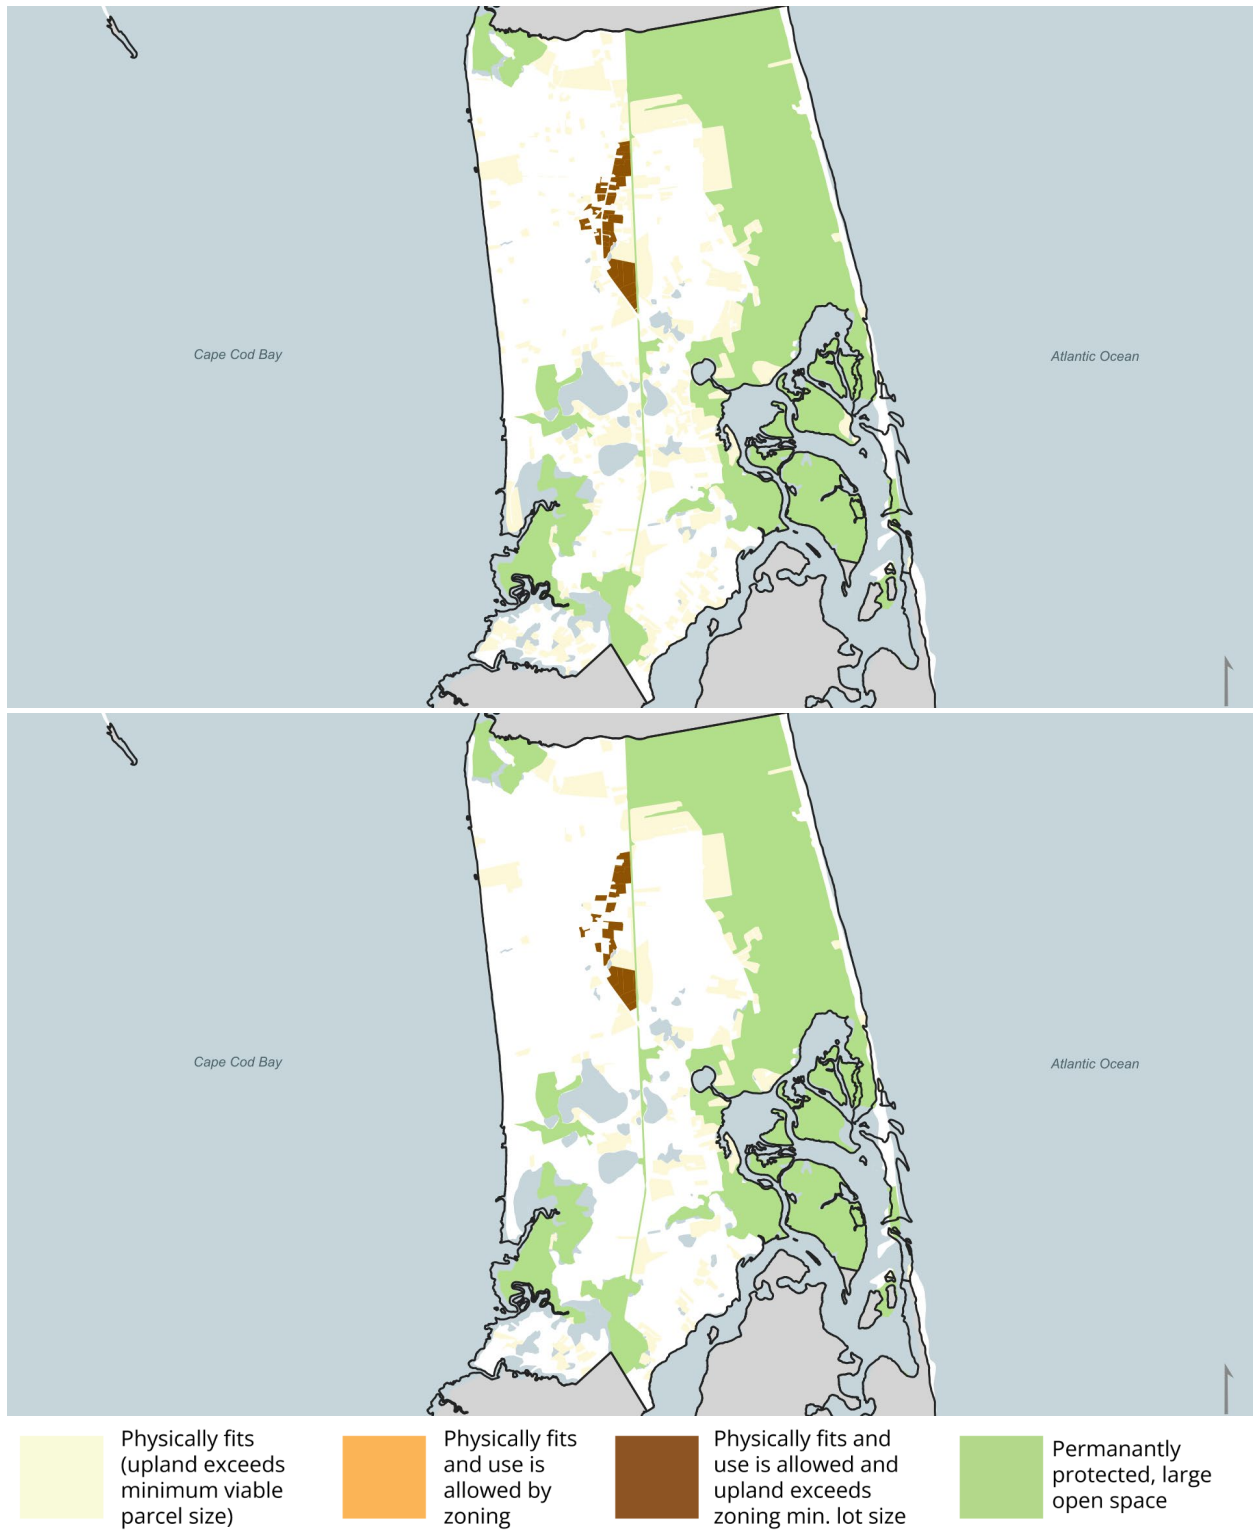 Cape Cod Bay
Atlantic Ocean
Cape Cod Bay
Atlantic Ocean
Physically fits
(upland exceeds
minimum viable
parcel size)
Physically fits
and use is
allowed by
zoning
Physically fits and
use is allowed and
upland exceeds
zoning min. lot size
Permanantly
protected, large
open space